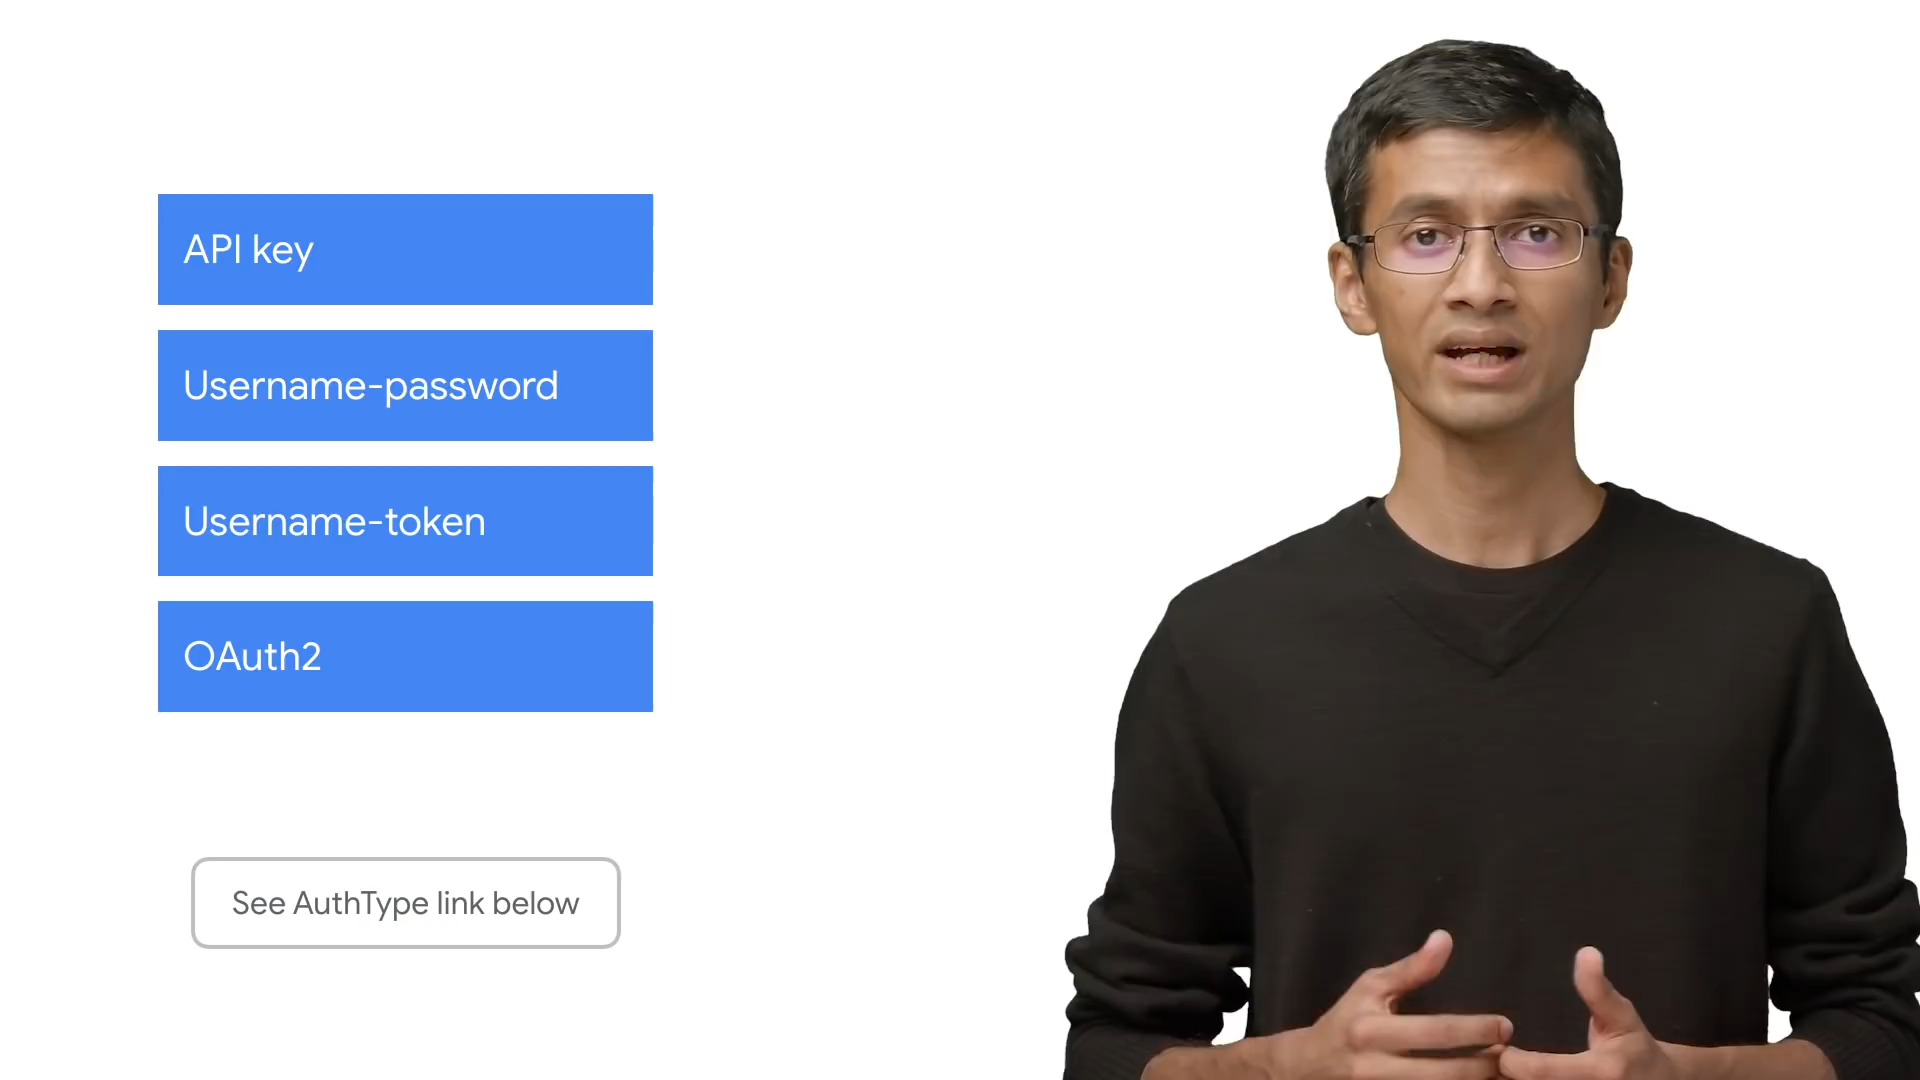 API key
Username-password
Username-token
OAuth2
See AuthType link below